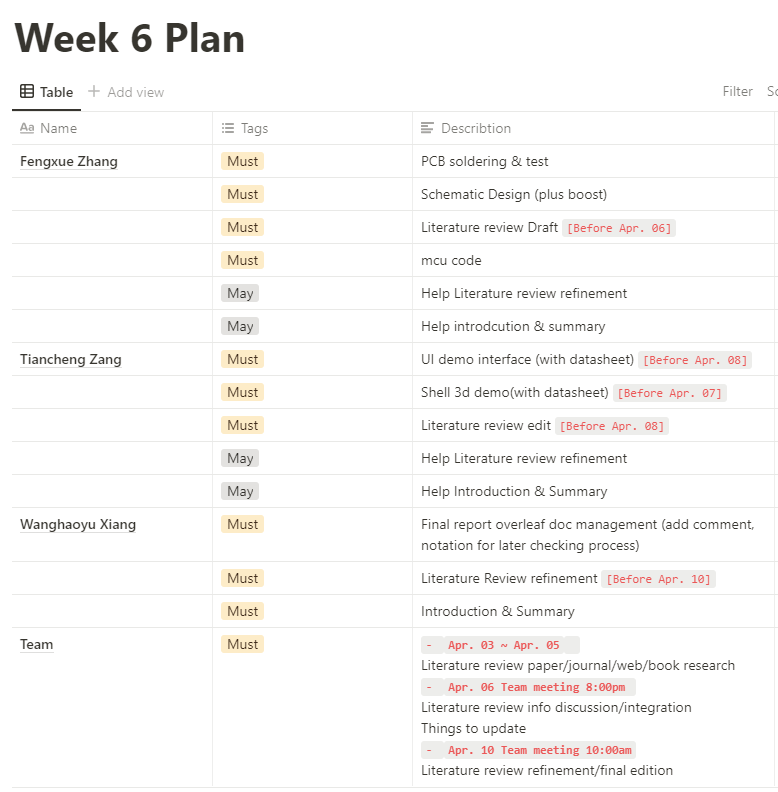 Week 6 Plan
Table + Add view Filter
Aa Name Tags Describtion
Fengxue Zhang Must PCB soldering & test
Must Schematic Design (plus boost)
Must Literature review Draft [Before Apr. 06]
Must mcu code
May Help Literature review refinement
May Help introdcution & summary
Tiancheng Zang Must UI demo interface (with datasheet) [Before Apr. 08]
Must Shell 3d demo(with datasheet) [Before Apr. 07]
Must Literature review edit [Before Apr. 08]
May Help Literature review refinement
May Help Introduction & Summary
Wanghaoyu Xiang Must Final report overleaf doc management (add comment,
notation for later checking process)
Must Literature Review refinement [Before Apr. 10]
Must Introduction & Summary
Team Must - Apr. 03 ~ Apr. 05
Literature review paper/journal/web/book research
- Apr. 06 Team meeting 8:00pm
Literature review info discussion/integration
Things to update
- Apr. 10 Team meeting 10:00am
Literature review refinement/final edition